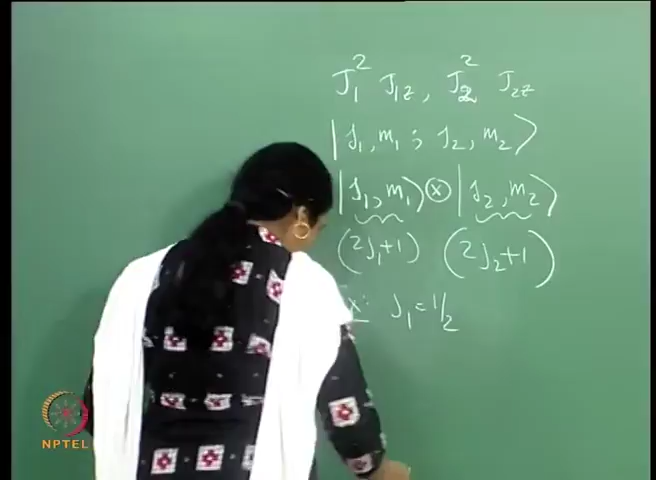 J₁² J₁z, J₂² J₂z
|j₁, m₁ ; j₂, m₂⟩
|j₁, m₁⟩ ⊗ |j₂, m₂⟩
(2j₁+1) (2j₂+1)
x: J₁ = 1/2
NPTEL